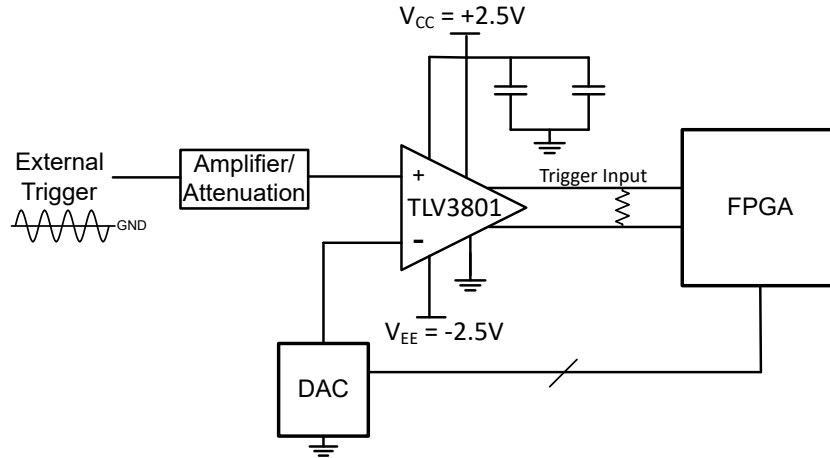 V_CC = +2.5V
External
Trigger
GND
Amplifier/
Attenuation
+
TLV3801
-
Trigger Input
FPGA
V_EE = -2.5V
DAC